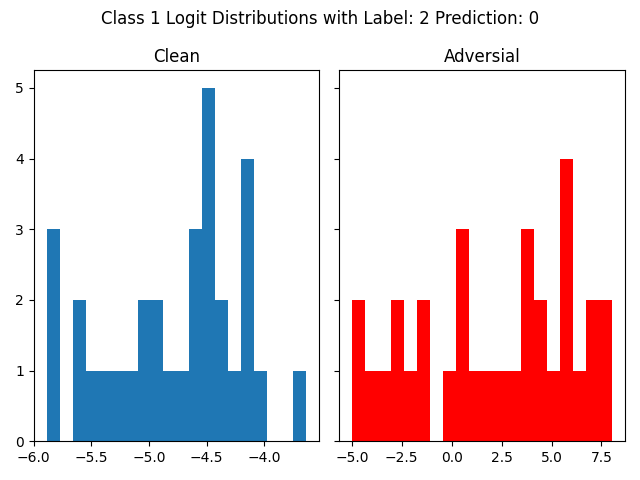 Class 1 Logit Distributions with Label: 2 Prediction: 0
Clean
Adversial
5
4
3
2
1
0
−6.0 −5.5 −5.0 −4.5 −4.0
−5.0 −2.5 0.0 2.5 5.0 7.5